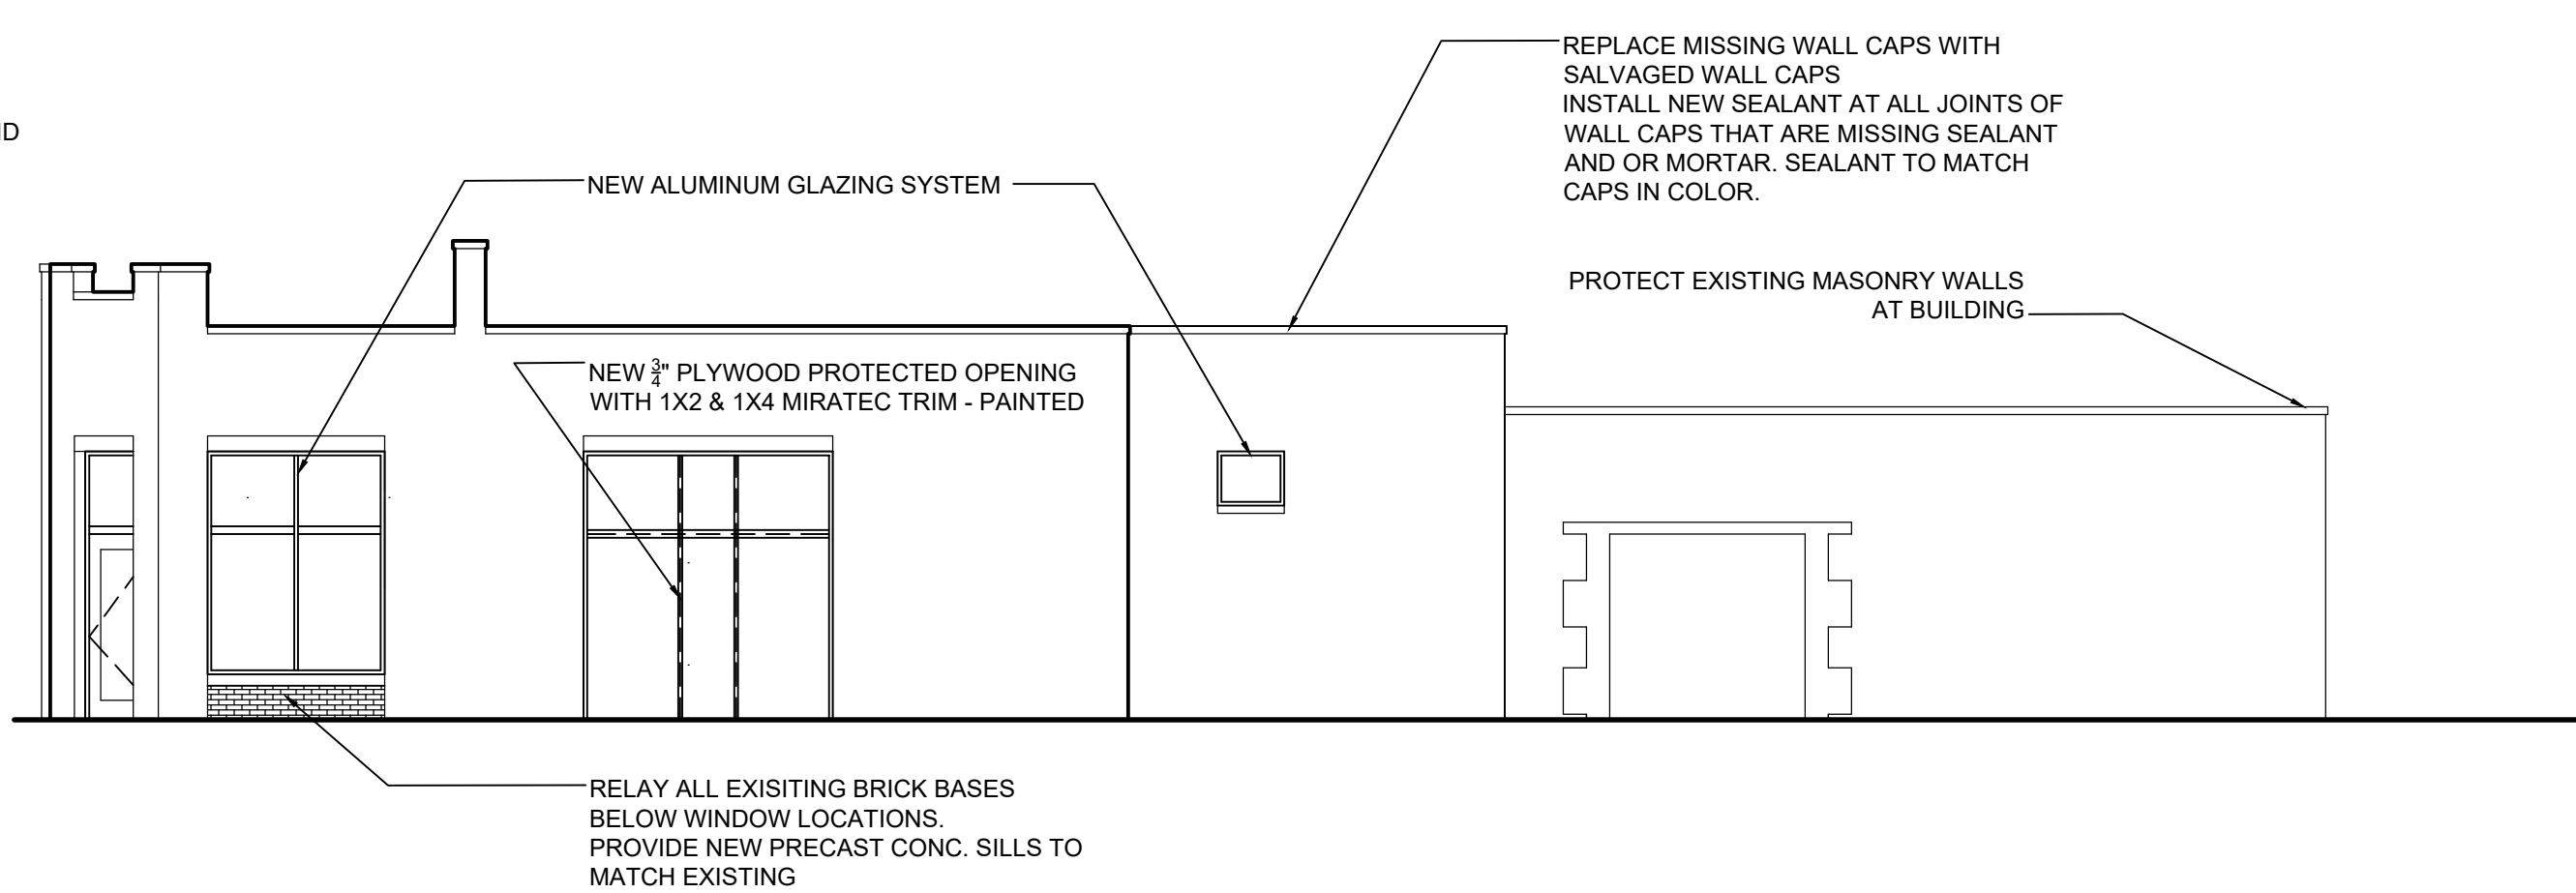 REPLACE MISSING WALL CAPS WITH
SALVAGED WALL CAPS
INSTALL NEW SEALANT AT ALL JOINTS OF
WALL CAPS THAT ARE MISSING SEALANT
AND OR MORTAR. SEALANT TO MATCH
CAPS IN COLOR.
NEW ALUMINUM GLAZING SYSTEM
PROTECT EXISTING MASONRY WALLS
AT BUILDING
NEW 3/4" PLYWOOD PROTECTED OPENING
WITH 1X2 & 1X4 MIRATEC TRIM - PAINTED
RELAY ALL EXISITING BRICK BASES
BELOW WINDOW LOCATIONS.
PROVIDE NEW PRECAST CONC. SILLS TO
MATCH EXISTING